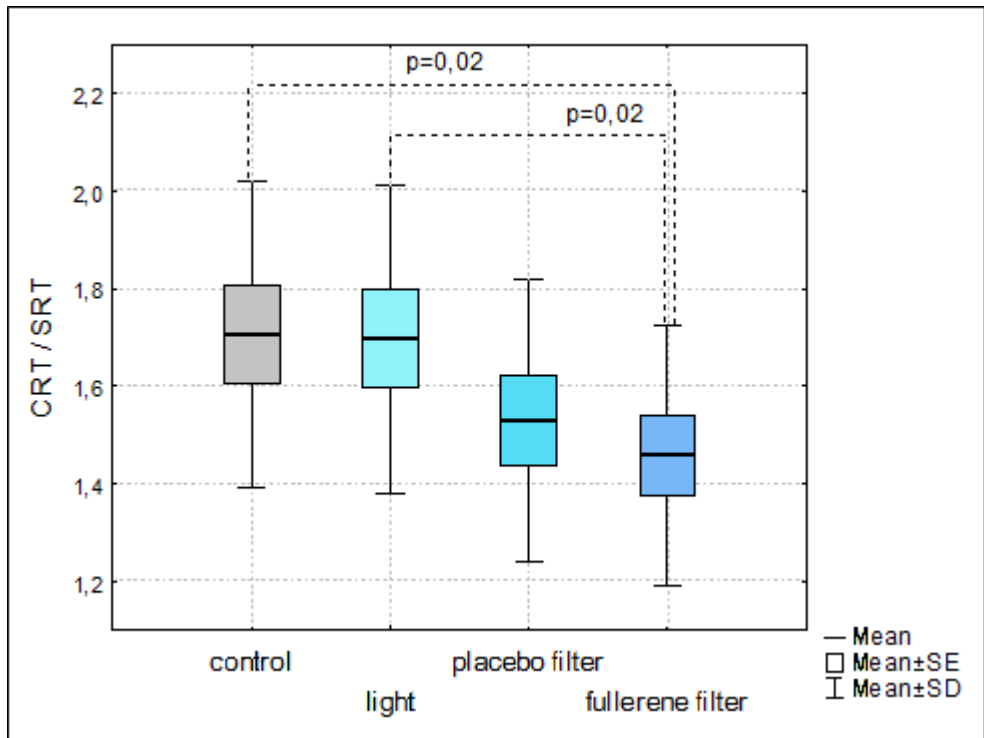 p=0,02
p=0,02
2,2
2,0
1,8
1,6
1,4
1,2
CRT / SRT
control
light
placebo filter
fullerene filter
Mean
Mean±SE
Mean±SD